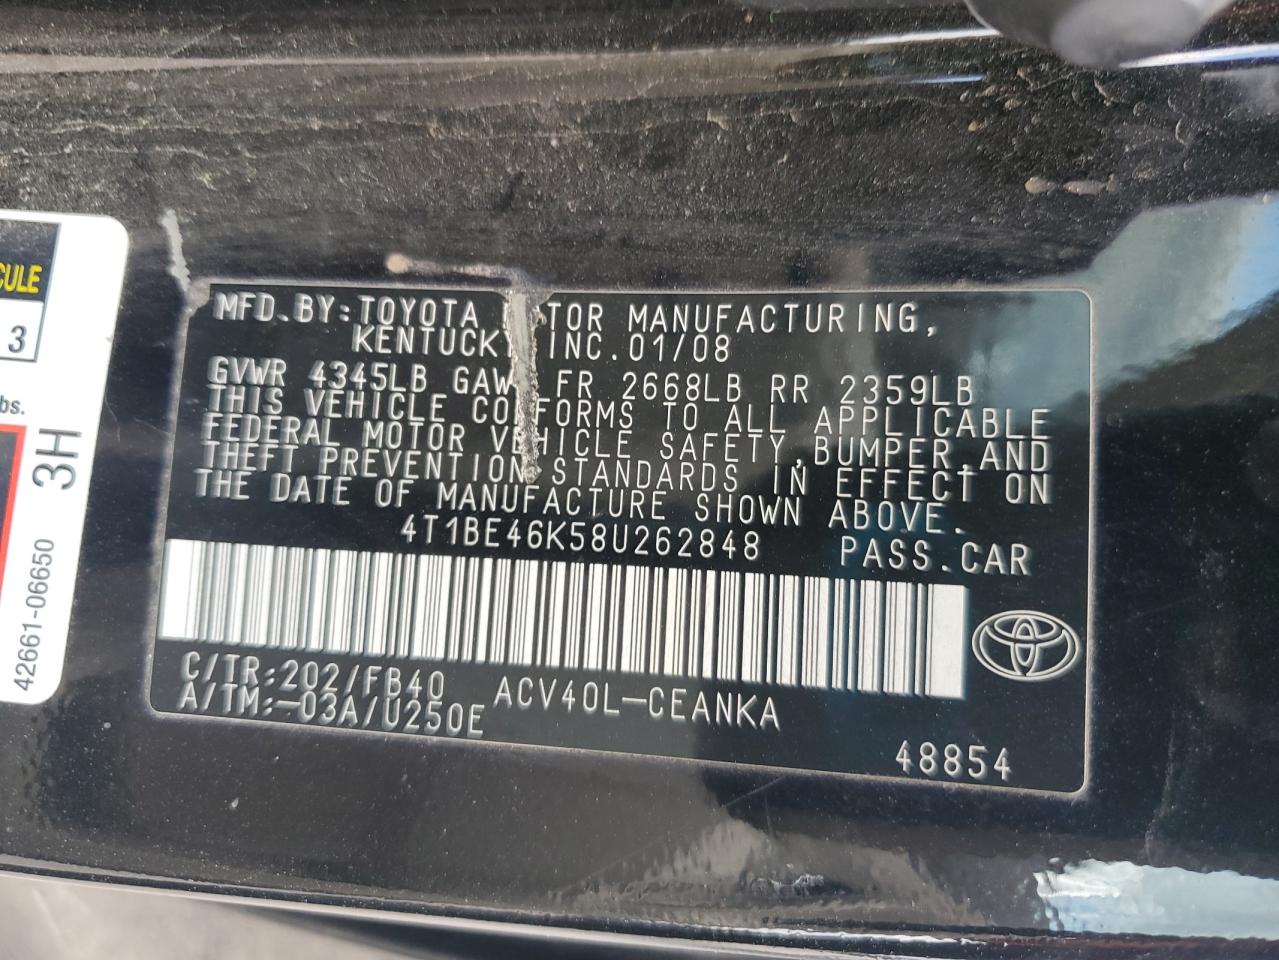 CULE
3
bs.
3H
42661-06650
MFD.BY:TOYOTA TOR MANUFACTURING,
KENTUCK INC.01/08
GVWR 4345LB GAW FR 2668LB RR 2359LB
THIS VEHICLE CONFORMS TO ALL APPLICABLE
FEDERAL MOTOR VEHICLE SAFETY,BUMPER,AND
THEFT PREVENTION STANDARDS IN EFFECT ON
THE DATE OF MANUFACTURE SHOWN ABOVE.
4T1BE46K58U262848 PASS.CAR
C/TR:202/FB40 ACV40L-CEANKA
A/TM:-03A/U250E
48854